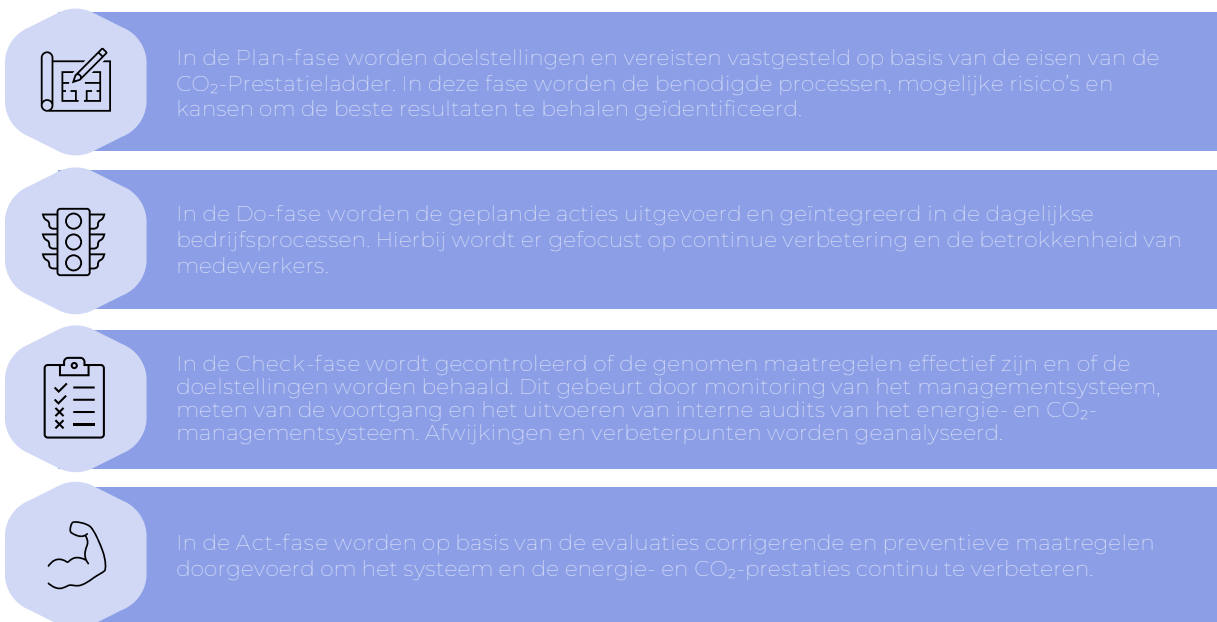 In de Plan-fase worden doelstellingen en vereisten vastgesteld op basis van de eisen van de
CO₂-Prestatieladder. In deze fase worden de benodigde processen, mogelijke risico's en
kansen om de beste resultaten te behalen geïdentificeerd.
In de Do-fase worden de geplande acties uitgevoerd en geïntegreerd in de dagelijkse
bedrijfsprocessen. Hierbij wordt er gefocust op continue verbetering en de betrokkenheid van
medewerkers.
In de Check-fase wordt gecontroleerd of de genomen maatregelen effectief zijn en of de
doelstellingen worden behaald. Dit gebeurt door monitoring van het managementsysteem,
meten van de voortgang en het uitvoeren van interne audits van het energie- en CO₂-
managementsysteem. Afwijkingen en verbeterpunten worden geanalyseerd.
In de Act-fase worden op basis van de evaluaties corrigerende en preventieve maatregelen
doorgevoerd om het systeem en de energie- en CO₂-prestaties continu te verbeteren.